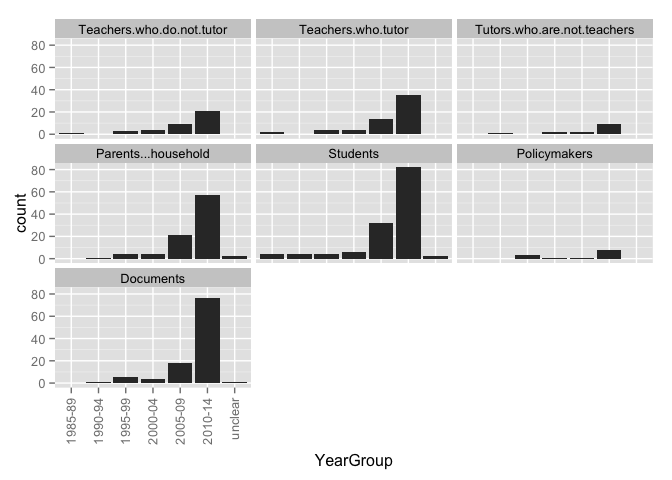 Teachers.who.do.not.tutor Teachers.who.tutor Tutors.who.are.not.teachers
80
60
40
20
0
Parents...household Students Policymakers
80
60
40
20
0
count
Documents
80
60
40
20
0
1985-89 1990-94 1995-99 2000-04 2005-09 2010-14 unclear
YearGroup